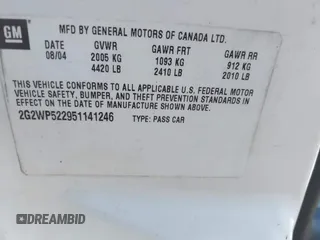 GM
MFD BY GENERAL MOTORS OF CANADA LTD.
DATE GVWR GAWR FRT GAWR RR
08/04 2005 KG 1093 KG 912 KG
4420 LB 2410 LB 2010 LB
THIS VEHICLE CONFORMS TO ALL APPLICABLE U.S. FEDERAL MOTOR
VEHICLE SAFETY, BUMPER, AND THEFT PREVENTION STANDARDS IN
EFFECT ON THE DATE OF MANUFACTURE SHOWN ABOVE.
2G2WP522951141246 TYPE: PASS CAR
DREAMBID